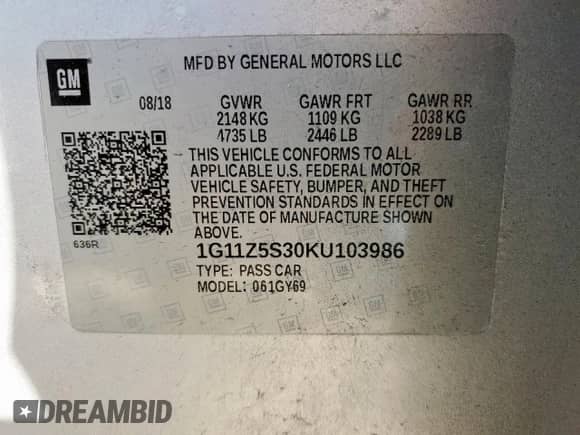 GM
MFD BY GENERAL MOTORS LLC
08/18 GVWR GAWR FRT GAWR RR
2148 KG 1109 KG 1038 KG
4735 LB 2446 LB 2289 LB
THIS VEHICLE CONFORMS TO ALL
APPLICABLE U.S. FEDERAL MOTOR
VEHICLE SAFETY, BUMPER, AND THEFT
PREVENTION STANDARDS IN EFFECT ON
THE DATE OF MANUFACTURE SHOWN
ABOVE.
636R
1G11Z5S30KU103986
TYPE: PASS CAR
MODEL: 061GY69
DREAMBID